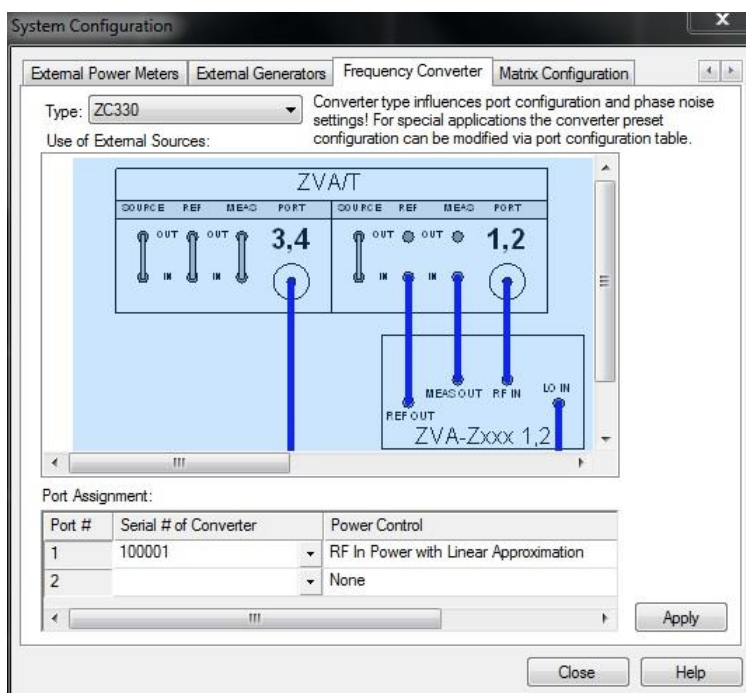 System Configuration
X
External Power Meters External Generators Frequency Converter Matrix Configuration
Type: ZC330
Converter type influences port configuration and phase noise
settings! For special applications the converter preset
configuration can be modified via port configuration table.
Use of External Sources:
ZVA/T
SOURCE REF MEAS PORT SOURCE REF MEAS PORT
OUT OUT 3,4 OUT OUT 1,2
IN IN IN IN
MEAS OUT RF IN LO IN
REF OUT
ZVA-Zxxx 1,2
Port Assignment:
Port # Serial # of Converter Power Control
1 100001 RF In Power with Linear Approximation
2 None
Apply
Close Help